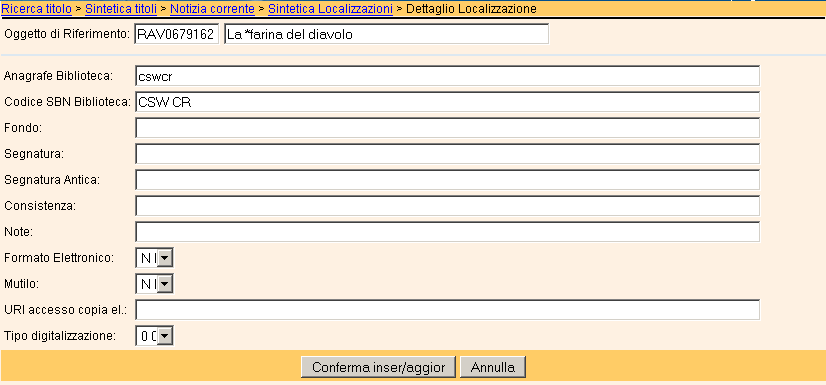 Ricerca titolo > Sintetica titoli > Notizia corrente > Sintetica Localizzazioni > Dettaglio Localizzazione
Oggetto di Riferimento: RAV0679162 La *farina del diavolo
Anagrafe Biblioteca: cswcr
Codice SBN Biblioteca: CSW CR
Fondo:
Segnatura:
Segnatura Antica:
Consistenza:
Note:
Formato Elettronico: N
Mutilo: N
URI accesso copia el.:
Tipo digitalizzazione: 0
Conferma inser/aggior Annulla